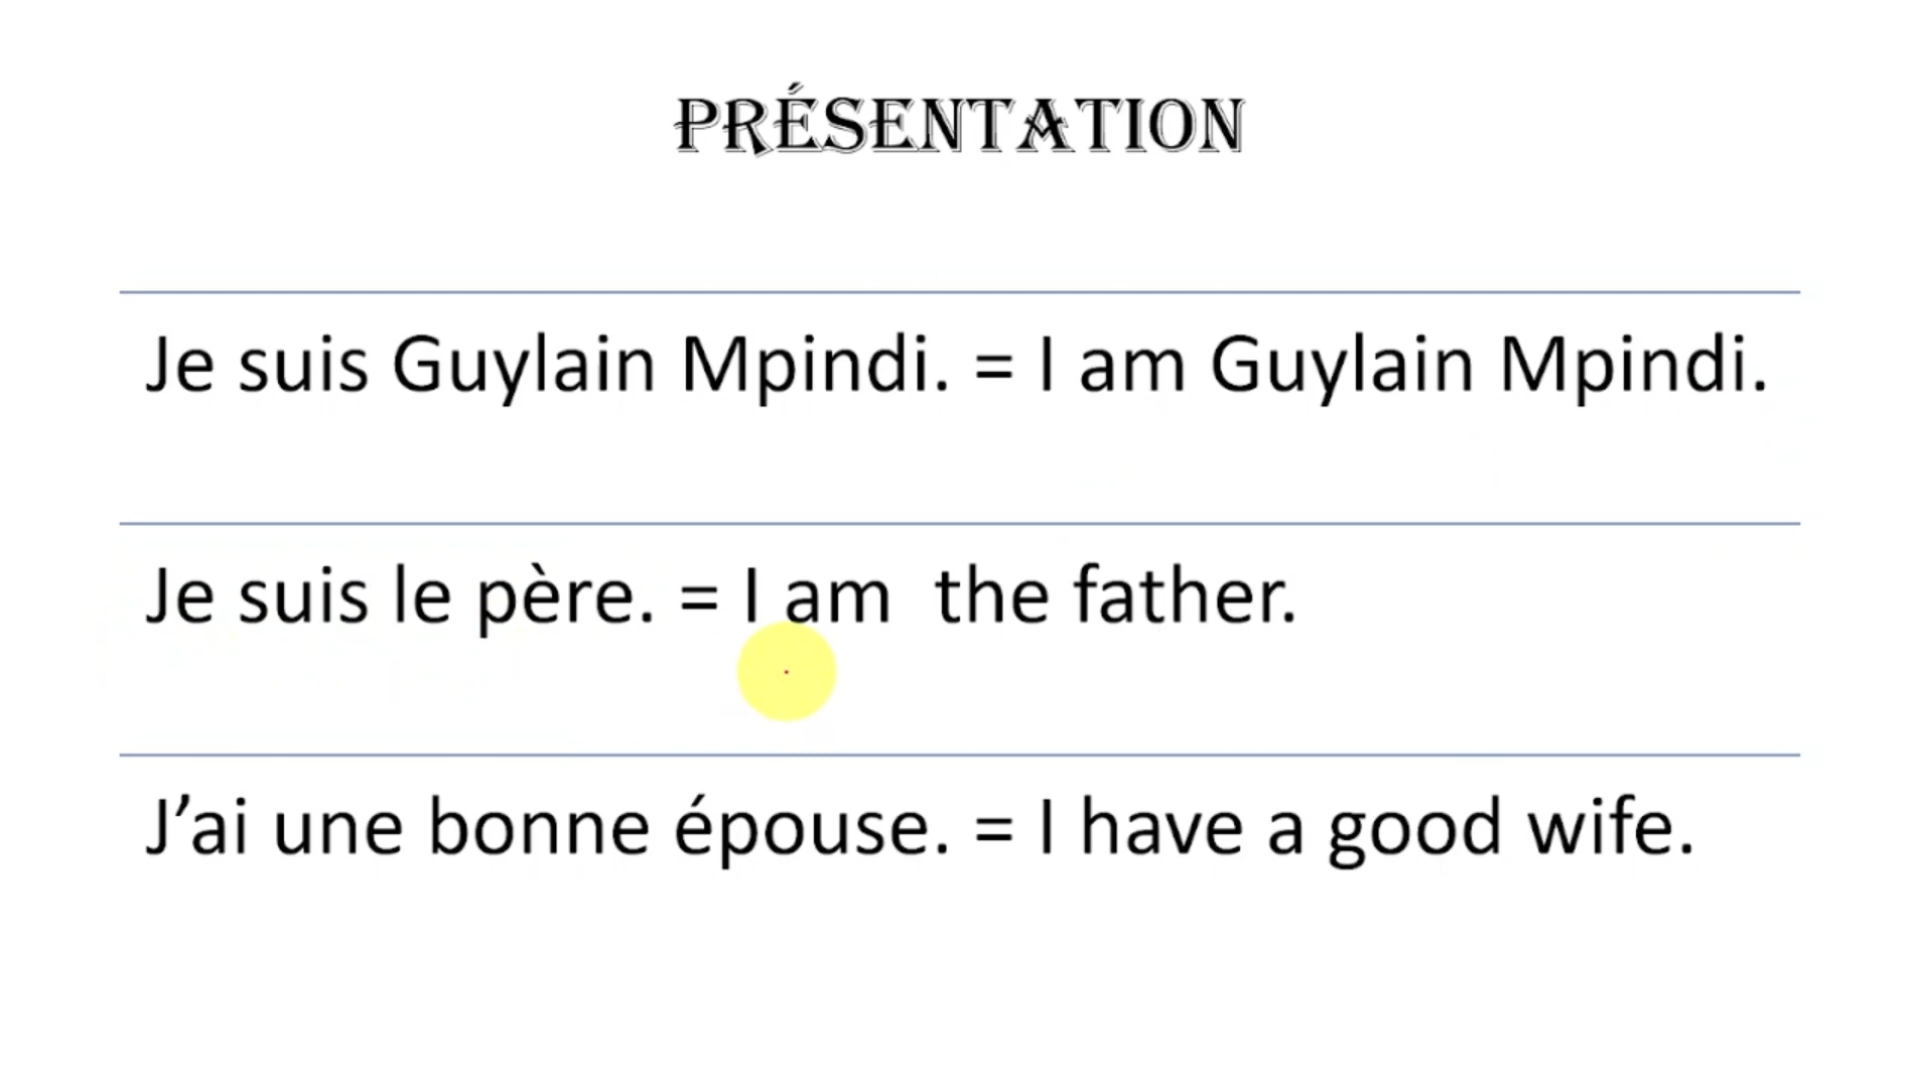 PRÉSENTATION
Je suis Guylain Mpindi. = I am Guylain Mpindi.
Je suis le père. = I am  the father.
J’ai une bonne épouse. = I have a good wife.